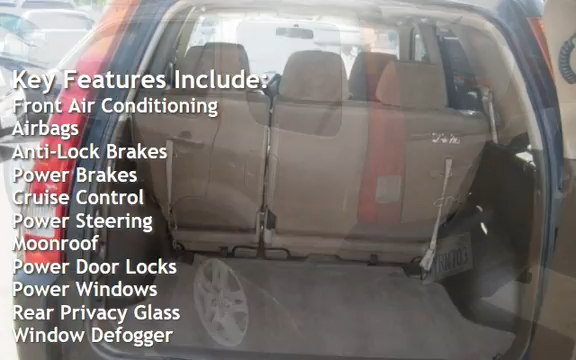 Key Features Include:
Front Air Conditioning
Airbags
Anti-Lock Brakes
Power Brakes
Cruise Control
Power Steering
Moonroof
Power Door Locks
Power Windows
Rear Privacy Glass
Window Defogger